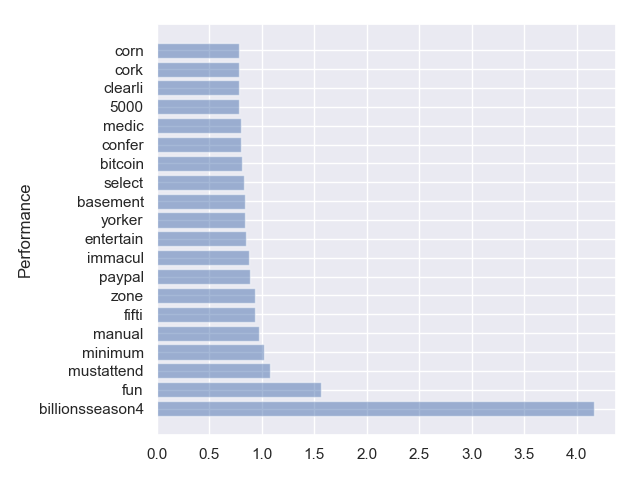 corn
cork
clearli
5000
medic
confer
bitcoin
select
basement
yorker
entertain
immacul
paypal
zone
fifti
manual
minimum
mustattend
fun
billionsseason4
Performance
0.0 0.5 1.0 1.5 2.0 2.5 3.0 3.5 4.0